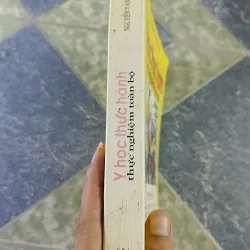 Y học thực hành
thực nghiệm toàn bộ